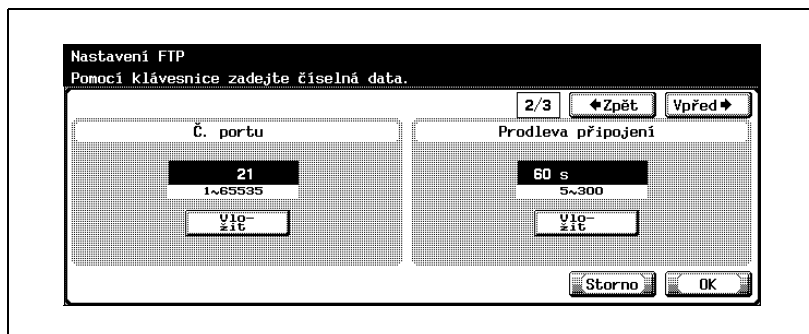 Nastavení FTP
Pomocí klávesnice zadejte číselná data.
2/3 ←Zpět Vpřed→
Č. portu Prodleva připojení
21 60 s
1~65535 5~300
Vlo- Vlo-
žit žit
Storno OK